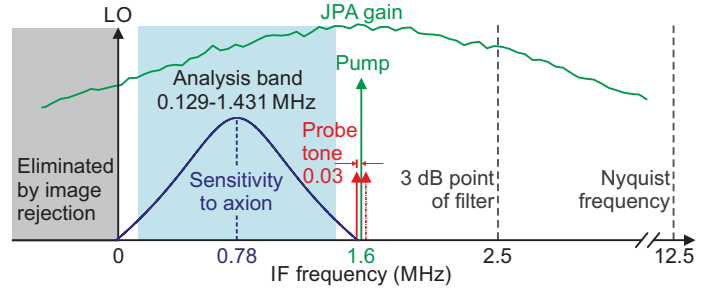 LO
JPA gain
Analysis band
0.129-1.431 MHz
Pump
Probe
tone
0.03
Eliminated
by image
rejection
Sensitivity
to axion
3 dB point
of filter
Nyquist
frequency
0
0.78
1.6
2.5
12.5
IF frequency (MHz)